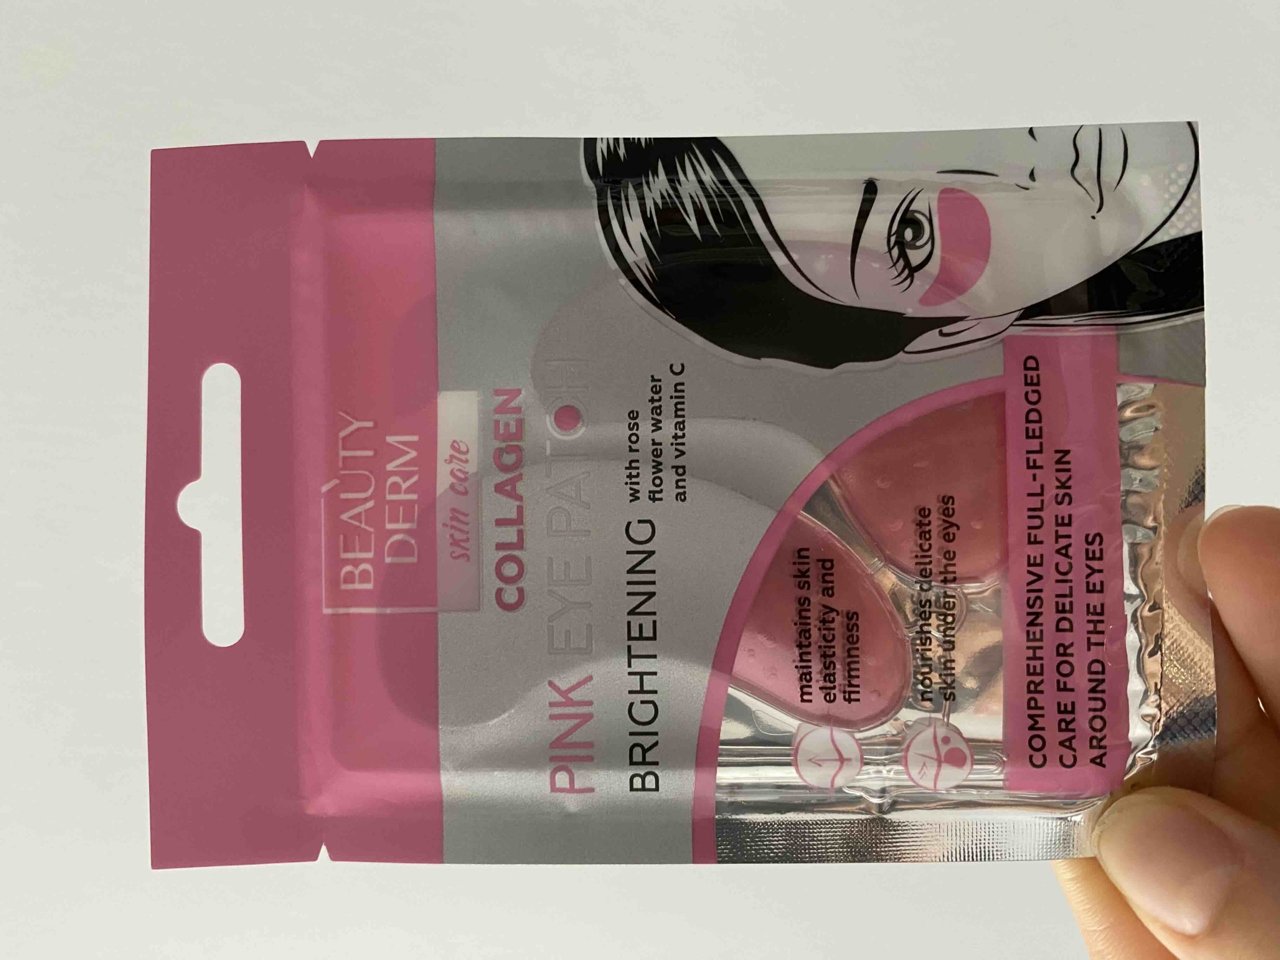 BEAÙTY
DERM
skin care
COLLAGEN
PINK EYE PATCH
BRIGHTENING
with rose
flower water
and vitamin C
maintains skin
elasticity and
firmness
nourishes delicate
skin under the eyes
COMPREHENSIVE FULL-FLEDGED
CARE FOR DELICATE SKIN
AROUND THE EYES